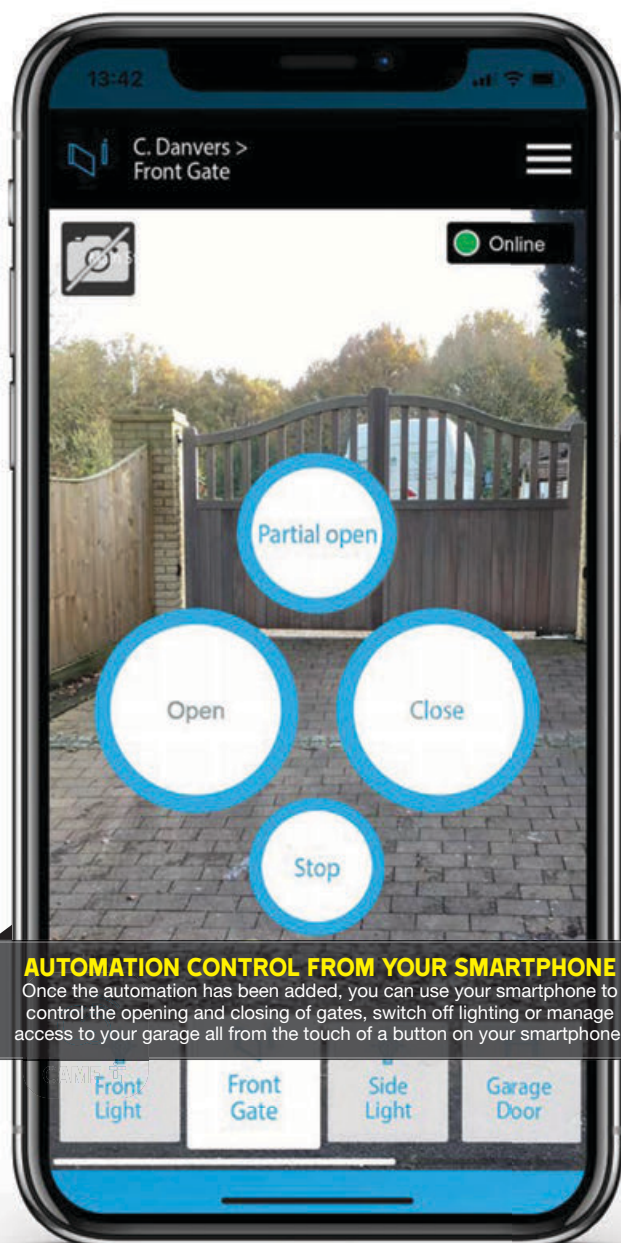 13:42
C. Danvers >
Front Gate
Online
Partial open
Open
Close
Stop
AUTOMATION CONTROL FROM YOUR SMARTPHONE
Once the automation has been added, you can use your smartphone to
control the opening and closing of gates, switch off lighting or manage
access to your garage all from the touch of a button on your smartphone
Front
Light
Front
Gate
Side
Light
Garage
Door